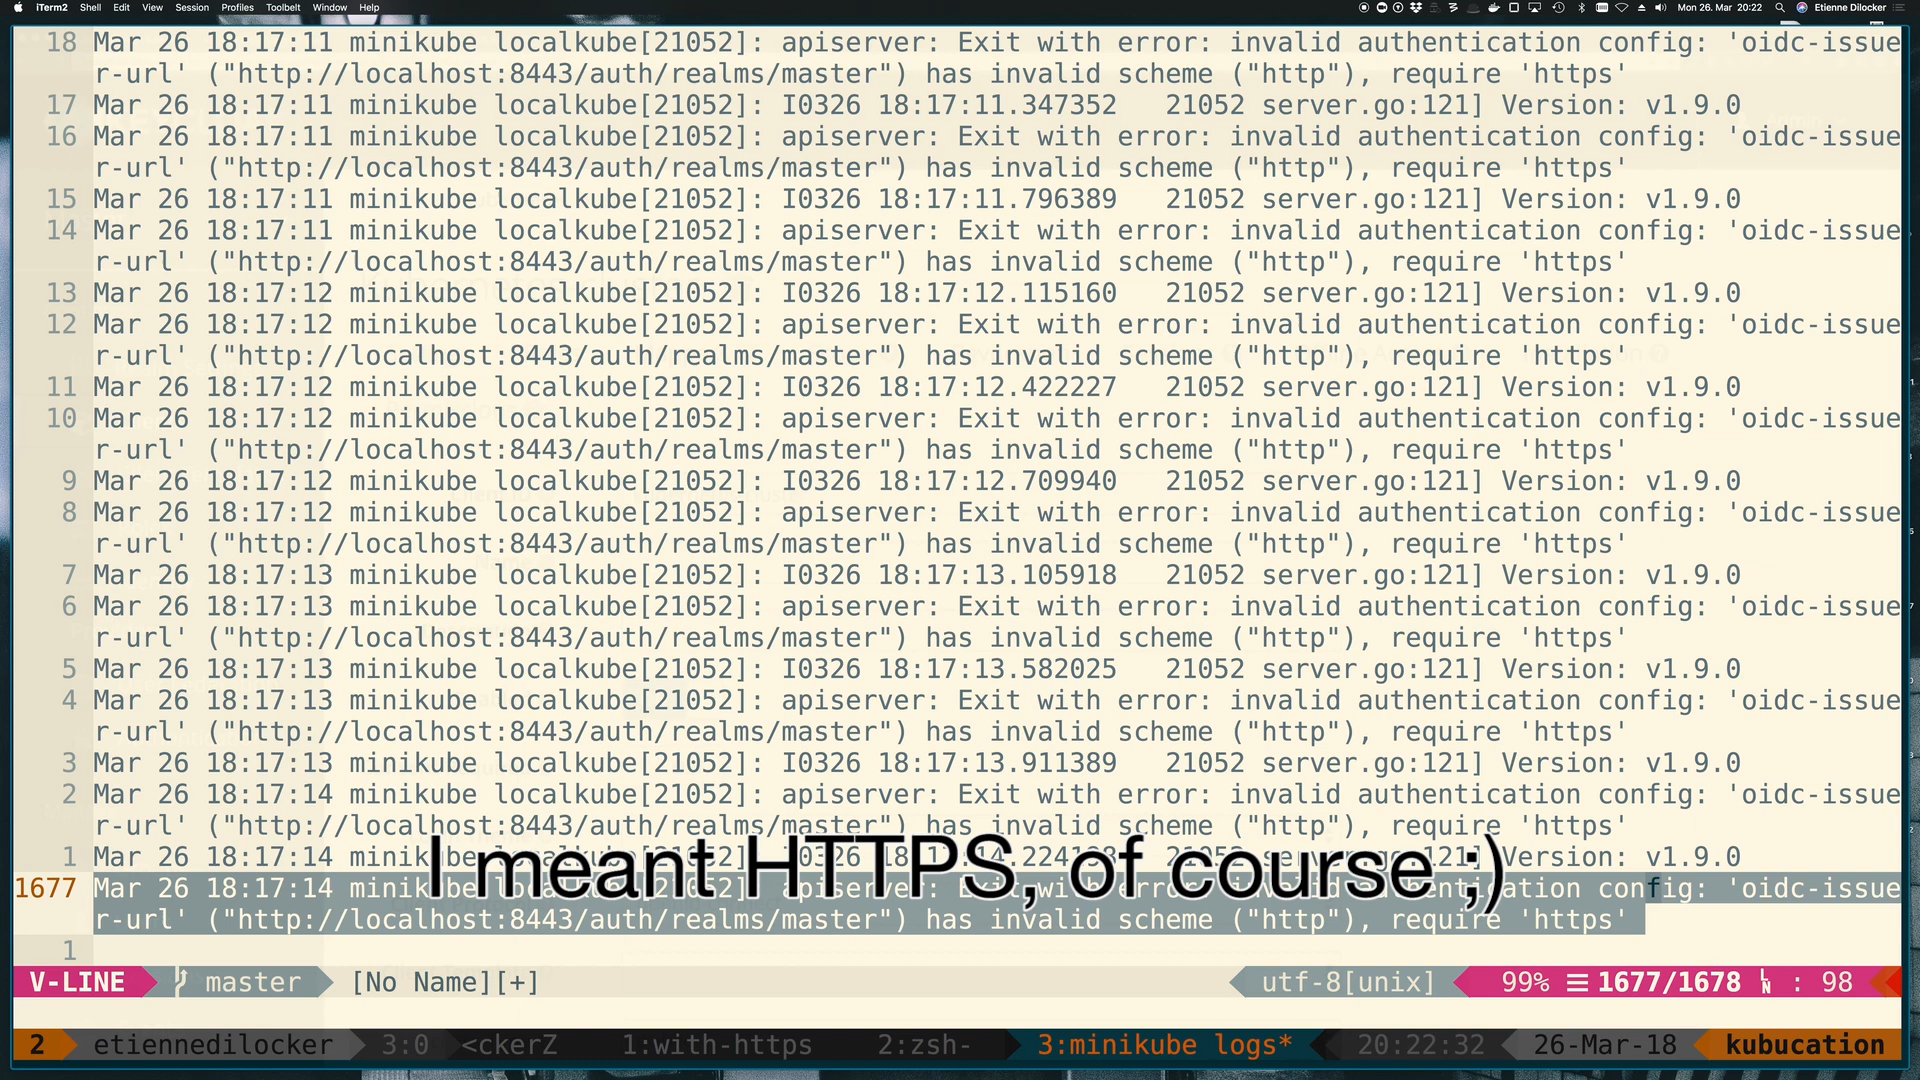 iTerm2 Shell Edit View Session Profiles Toolbelt Window Help Mon 26. Mar 20:22 Etienne Dilocker
18 Mar 26 18:17:11 minikube localkube[21052]: apiserver: Exit with error: invalid authentication config: 'oidc-issue
r-url' ("http://localhost:8443/auth/realms/master") has invalid scheme ("http"), require 'https'
17 Mar 26 18:17:11 minikube localkube[21052]: I0326 18:17:11.347352   21052 server.go:121] Version: v1.9.0
16 Mar 26 18:17:11 minikube localkube[21052]: apiserver: Exit with error: invalid authentication config: 'oidc-issue
r-url' ("http://localhost:8443/auth/realms/master") has invalid scheme ("http"), require 'https'
15 Mar 26 18:17:11 minikube localkube[21052]: I0326 18:17:11.796389   21052 server.go:121] Version: v1.9.0
14 Mar 26 18:17:11 minikube localkube[21052]: apiserver: Exit with error: invalid authentication config: 'oidc-issue
r-url' ("http://localhost:8443/auth/realms/master") has invalid scheme ("http"), require 'https'
13 Mar 26 18:17:12 minikube localkube[21052]: I0326 18:17:12.115160   21052 server.go:121] Version: v1.9.0
12 Mar 26 18:17:12 minikube localkube[21052]: apiserver: Exit with error: invalid authentication config: 'oidc-issue
r-url' ("http://localhost:8443/auth/realms/master") has invalid scheme ("http"), require 'https'
11 Mar 26 18:17:12 minikube localkube[21052]: I0326 18:17:12.422227   21052 server.go:121] Version: v1.9.0
10 Mar 26 18:17:12 minikube localkube[21052]: apiserver: Exit with error: invalid authentication config: 'oidc-issue
r-url' ("http://localhost:8443/auth/realms/master") has invalid scheme ("http"), require 'https'
9 Mar 26 18:17:12 minikube localkube[21052]: I0326 18:17:12.709940   21052 server.go:121] Version: v1.9.0
8 Mar 26 18:17:12 minikube localkube[21052]: apiserver: Exit with error: invalid authentication config: 'oidc-issue
r-url' ("http://localhost:8443/auth/realms/master") has invalid scheme ("http"), require 'https'
7 Mar 26 18:17:13 minikube localkube[21052]: I0326 18:17:13.105918   21052 server.go:121] Version: v1.9.0
6 Mar 26 18:17:13 minikube localkube[21052]: apiserver: Exit with error: invalid authentication config: 'oidc-issue
r-url' ("http://localhost:8443/auth/realms/master") has invalid scheme ("http"), require 'https'
5 Mar 26 18:17:13 minikube localkube[21052]: I0326 18:17:13.582025   21052 server.go:121] Version: v1.9.0
4 Mar 26 18:17:13 minikube localkube[21052]: apiserver: Exit with error: invalid authentication config: 'oidc-issue
r-url' ("http://localhost:8443/auth/realms/master") has invalid scheme ("http"), require 'https'
3 Mar 26 18:17:13 minikube localkube[21052]: I0326 18:17:13.911389   21052 server.go:121] Version: v1.9.0
2 Mar 26 18:17:14 minikube localkube[21052]: apiserver: Exit with error: invalid authentication config: 'oidc-issue
r-url' ("http://localhost:8443/auth/realms/master") has invalid scheme ("http"), require 'https'
1 Mar 26 18:17:14 Version: v1.9.0
I meant HTTPS, of course ;)
1677 Mar 26 18:17:14 minikube localkube[21052]: apiserver: Exit with error: invalid authentication config: 'oidc-issue
r-url' ("http://localhost:8443/auth/realms/master") has invalid scheme ("http"), require 'https'
1
V-LINE master [No Name][+] utf-8[unix] 99% 1677/1678 : 98
2 etiennedilocker 3:0 <ckerZ 1:with-https 2:zsh- 3:minikube logs* 20:22:32 26-Mar-18 kubucation